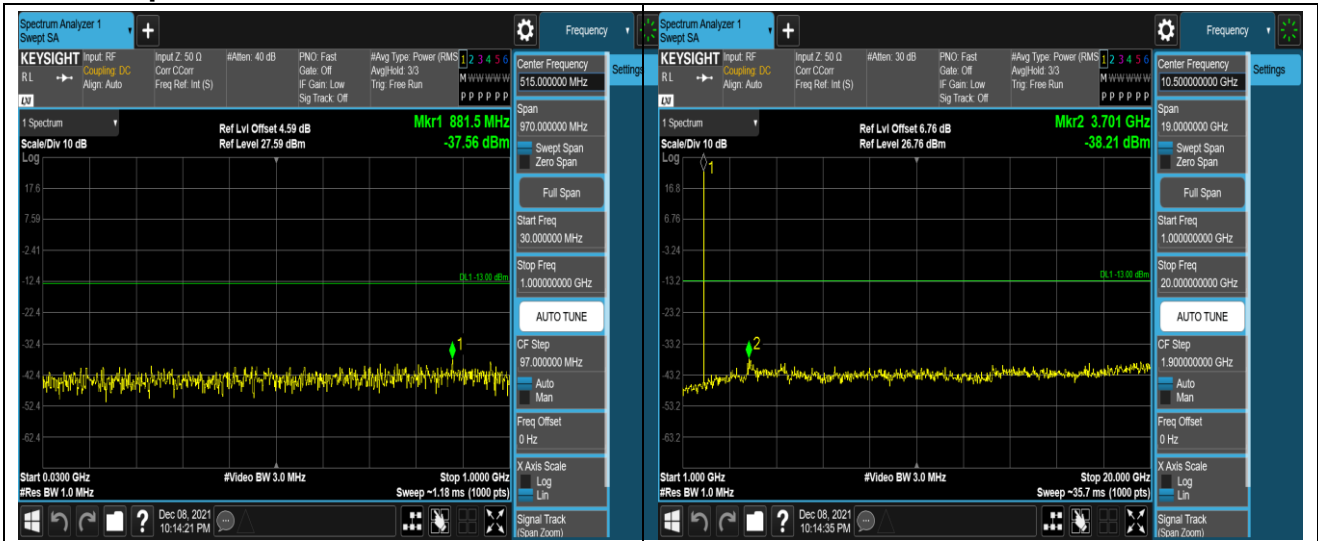 Spectrum Analyzer 1
Swept SA
+
Frequency
KEYSIGHT
RL
LXI
Input: RF
Coupling: DC
Align: Auto
Input Z: 50 Ω
Corr CCorr
Freq Ref: Int (S)
#Atten: 40 dB
PNO: Fast
Gate: Off
IF Gain: Low
Sig Track: Off
#Avg Type: Power (RMS
Avg|Hold: 3/3
Trig: Free Run
1 2 3 4 5 6
M W W W W W
P P P P P P
Center Frequency
515.000000 MHz
Settings
1 Spectrum
Scale/Div 10 dB
Ref Lvl Offset 4.59 dB
Ref Level 27.59 dBm
Mkr1 881.5 MHz
-37.56 dBm
Span
970.000000 MHz
Swept Span
Zero Span
Full Span
Start Freq
30.000000 MHz
Stop Freq
1.000000000 GHz
AUTO TUNE
CF Step
97.000000 MHz
Auto
Man
Freq Offset
0 Hz
X Axis Scale
Log
Lin
Signal Track
(Span Zoom)
Log
17.6
7.59
-2.41
-12.4
-22.4
-32.4
-42.4
-52.4
-62.4
DL1 -13.00 dBm
1
Start 0.0300 GHz
#Res BW 1.0 MHz
#Video BW 3.0 MHz
Stop 1.0000 GHz
Sweep ~1.18 ms (1000 pts)
?
Dec 08, 2021
10:14:21 PM
Spectrum Analyzer 1
Swept SA
+
Frequency
KEYSIGHT
RL
LXI
Input: RF
Coupling: DC
Align: Auto
Input Z: 50 Ω
Corr CCorr
Freq Ref: Int (S)
#Atten: 30 dB
PNO: Fast
Gate: Off
IF Gain: Low
Sig Track: Off
#Avg Type: Power (RMS
Avg|Hold: 3/3
Trig: Free Run
1 2 3 4 5 6
M W W W W W
P P P P P P
Center Frequency
10.500000000 GHz
Settings
1 Spectrum
Scale/Div 10 dB
Ref Lvl Offset 6.76 dB
Ref Level 26.76 dBm
Mkr2 3.701 GHz
-38.21 dBm
Span
19.0000000 GHz
Swept Span
Zero Span
Full Span
Start Freq
1.000000000 GHz
Stop Freq
20.000000000 GHz
AUTO TUNE
CF Step
1.900000000 GHz
Auto
Man
Freq Offset
0 Hz
X Axis Scale
Log
Lin
Signal Track
(Span Zoom)
Log
16.8
6.76
-3.24
-13.2
-23.2
-33.2
-43.2
-53.2
-63.2
DL1 -13.00 dBm
1
2
Start 1.000 GHz
#Res BW 1.0 MHz
#Video BW 3.0 MHz
Stop 20.000 GHz
Sweep ~35.7 ms (1000 pts)
?
Dec 08, 2021
10:14:35 PM